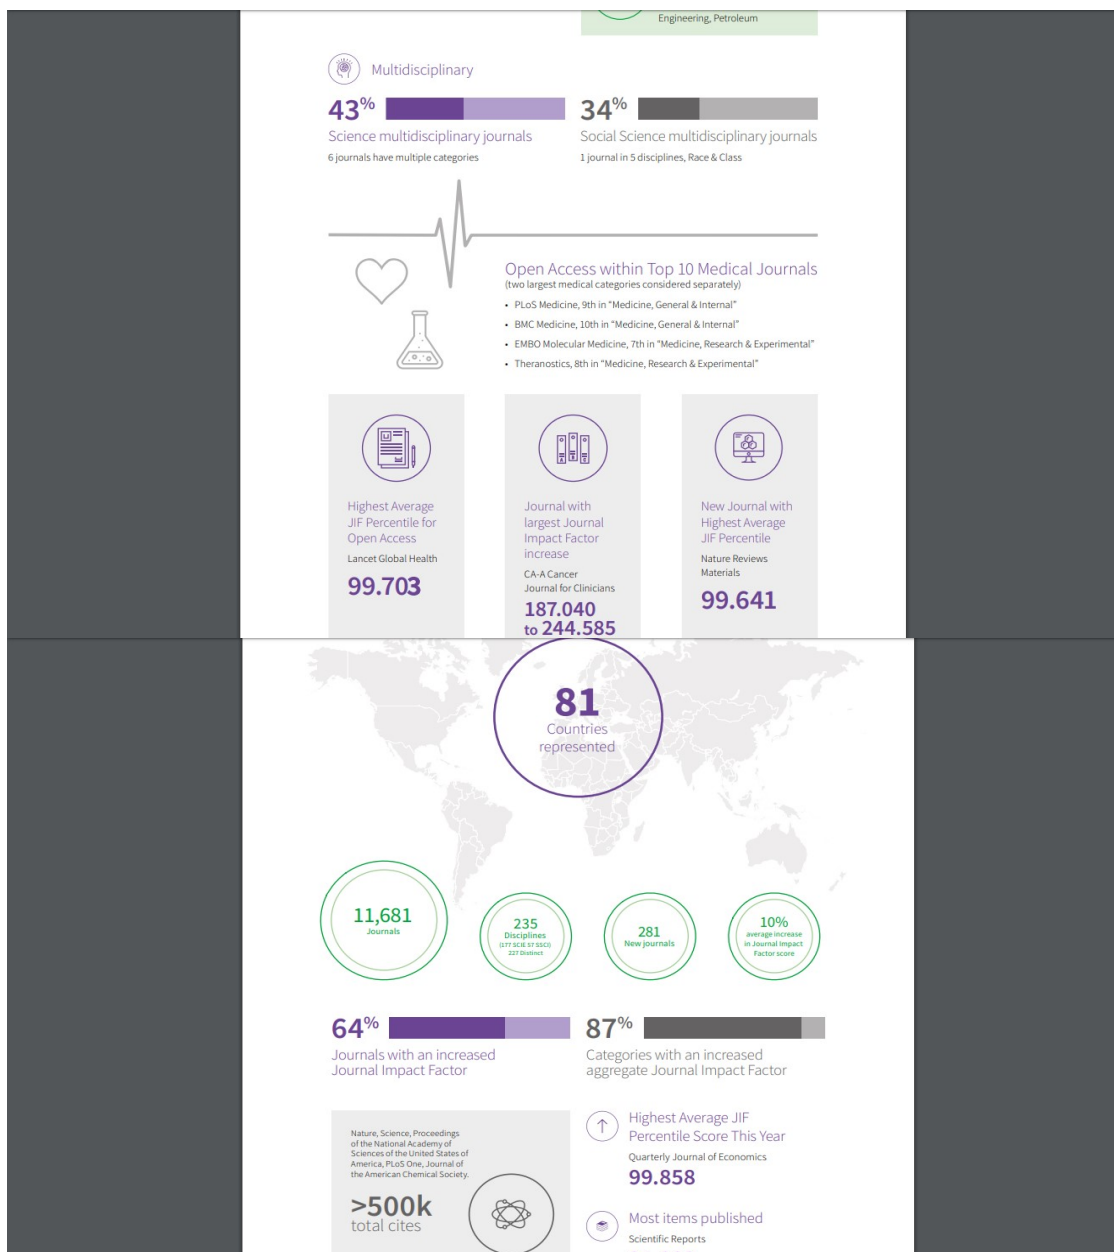 Engineering, Petroleum
Multidisciplinary
43%
Science multidisciplinary journals
6 journals have multiple categories
34%
Social Science multidisciplinary journals
1 journal in 5 disciplines, Race & Class
Open Access within Top 10 Medical Journals
(two largest medical categories considered separately)
• PLoS Medicine, 9th in “Medicine, General & Internal”
• BMC Medicine, 10th in “Medicine, General & Internal”
• EMBO Molecular Medicine, 7th in “Medicine, Research & Experimental”
• Theranostics, 8th in “Medicine, Research & Experimental”
Highest Average
JIF Percentile for
Open Access
Lancet Global Health
99.703
Journal with
largest Journal
Impact Factor
increase
CA-A Cancer
Journal for Clinicians
187.040
to 244.585
New Journal with
Highest Average
JIF Percentile
Nature Reviews
Materials
99.641
81
Countries
represented
11,681
Journals
235
Disciplines
(177 SCIE 57 SSCI)
227 Distinct
281
New journals
10%
average increase
in Journal Impact
Factor score
64%
Journals with an increased
Journal Impact Factor
87%
Categories with an increased
aggregate Journal Impact Factor
Nature, Science, Proceedings
of the National Academy of
Sciences of the United States of
America, PLoS One, Journal of
the American Chemical Society.
>500k
total cites
Highest Average JIF
Percentile Score This Year
Quarterly Journal of Economics
99.858
Most items published
Scientific Reports